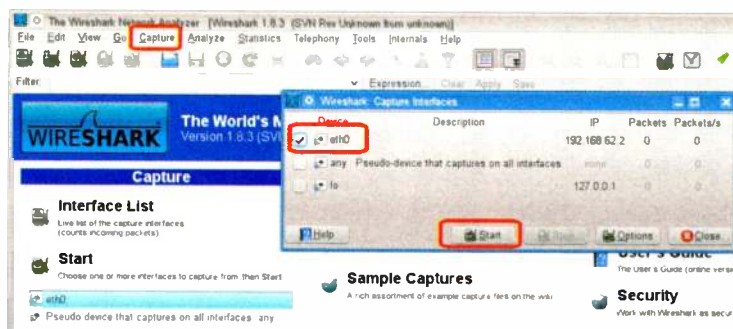 The Wireshark Network Analyzer [Wireshark 1.8.3 (SVN Rev Unknown from unknown)]
File Edit View Go Capture Analyze Statistics Telephony Tools Internals Help
Filter: Expression... Clear Apply Save
Wireshark: Capture Interfaces
Device Description IP Packets Packets/s
eth0 192.168.62.2 0 0
any Pseudo-device that captures on all interfaces none 0 0
lo 127.0.0.1 0 0
Help Start Stop Options Close
WIRESHARK
The World's M
Version 1.8.3 (SV
Capture
Interface List
Live list of the capture interfaces
(counts incoming packets)
Start
Choose one or more interfaces to capture from, then Start
eth0
Pseudo-device that captures on all interfaces: any
Sample Captures
A rich assortment of example capture files on the wiki
User's Guide
The User's Guide (online versi
Security
Work with Wireshark as secur